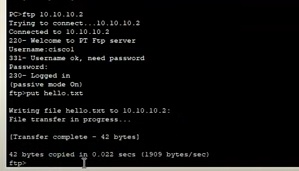 PC>ftp 10.10.10.2
Trying to connect...10.10.10.2
Connected to 10.10.10.2
220- Welcome to PT Ftp server
Username:cisco1
331- Username ok, need password
Password:
230- Logged in
(passive mode On)
ftp>put hello.txt

Writing file hello.txt to 10.10.10.2:
File transfer in progress...

[Transfer complete - 42 bytes]

42 bytes copied in 0.022 secs (1909 bytes/sec)
ftp>